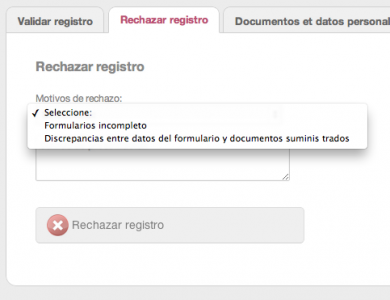 Validar registro
Rechazar registro
Documentos et datos personal
Rechazar registro
Motivos de rechazo:
✓ Seleccione:
Formularios incompleto
Discrepancias entre datos del formulario y documentos suminis trados
Rechazar registro